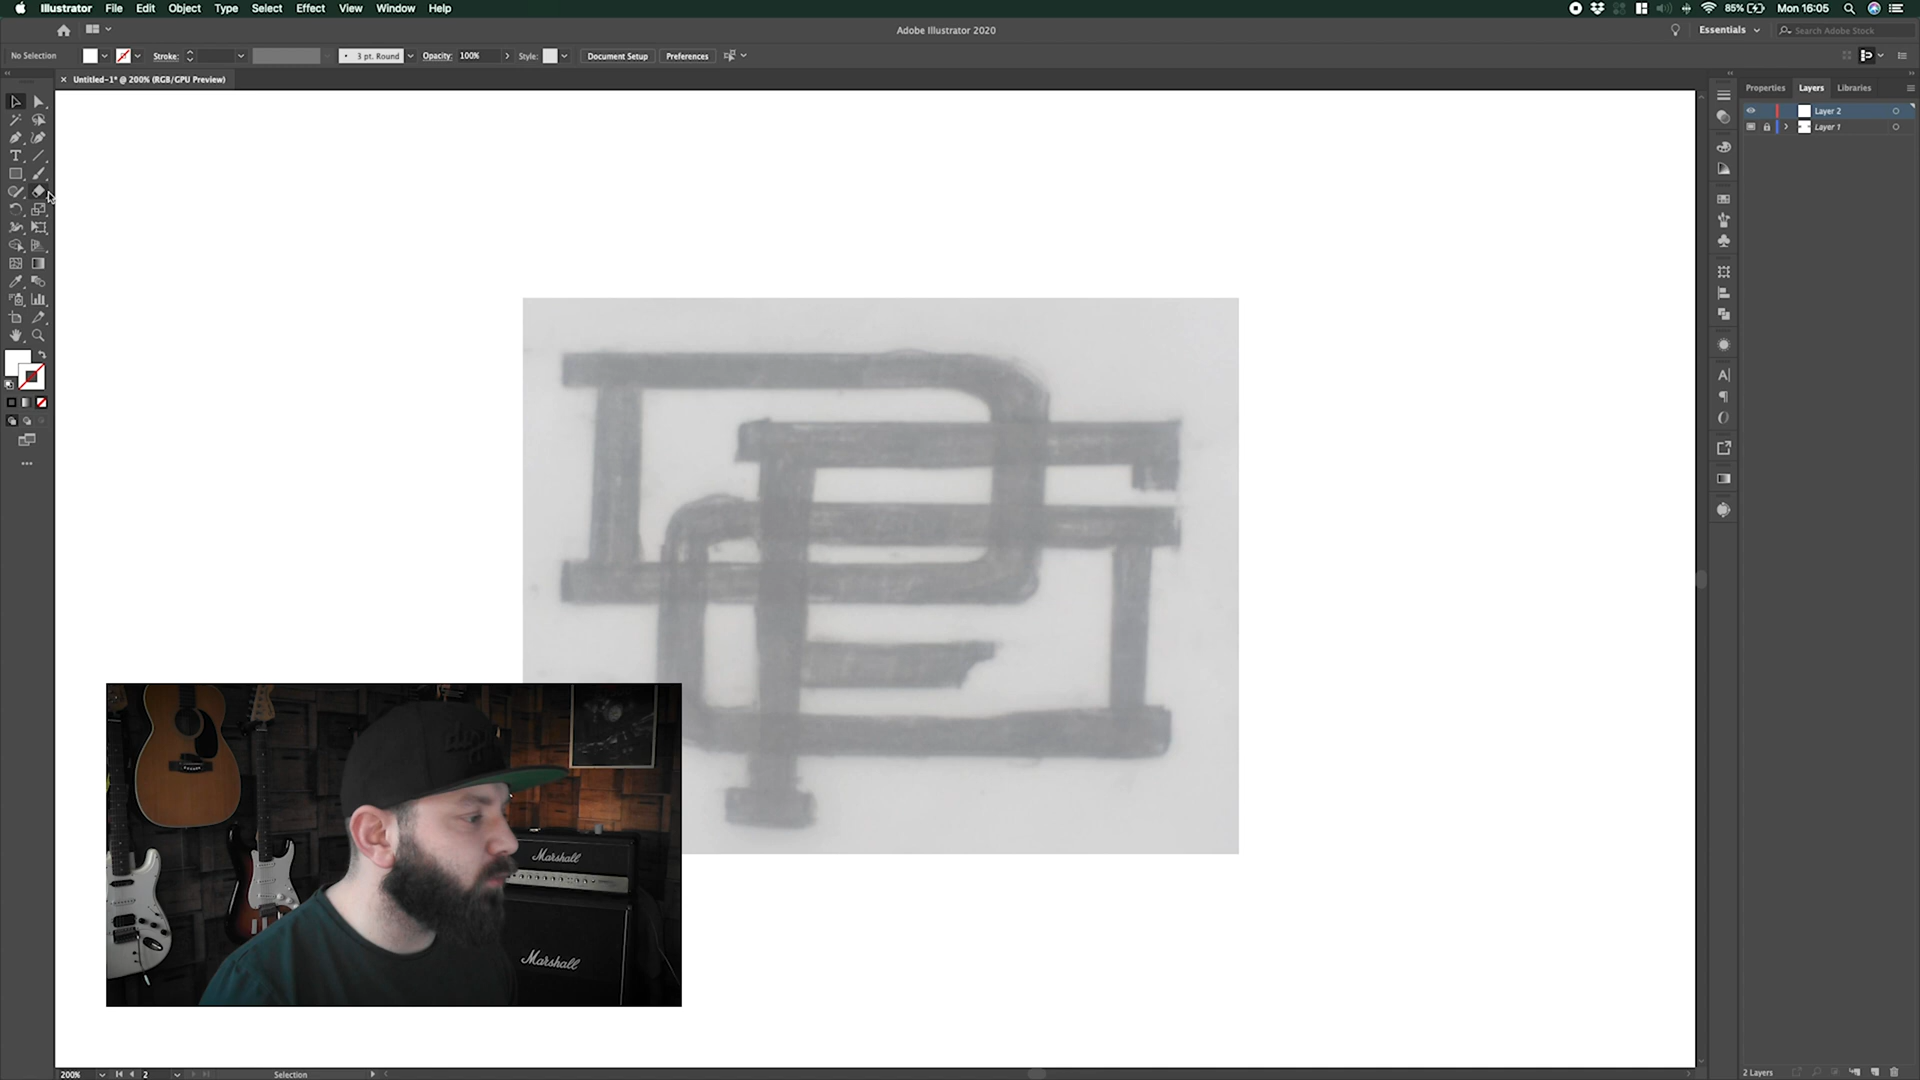 Illustrator File Edit Object Type Select Effect View Window Help
85% Mon 16:05
Adobe Illustrator 2020
Essentials
Search Adobe Stock
No Selection
Stroke:
3 pt. Round
Opacity: 100%
Style:
Document Setup
Preferences
Untitled-1* @ 200% (RGB/GPU Preview)
Properties Layers Libraries
Layer 2
Layer 1
Marshall
Marshall
200%
2
Selection
2 Layers